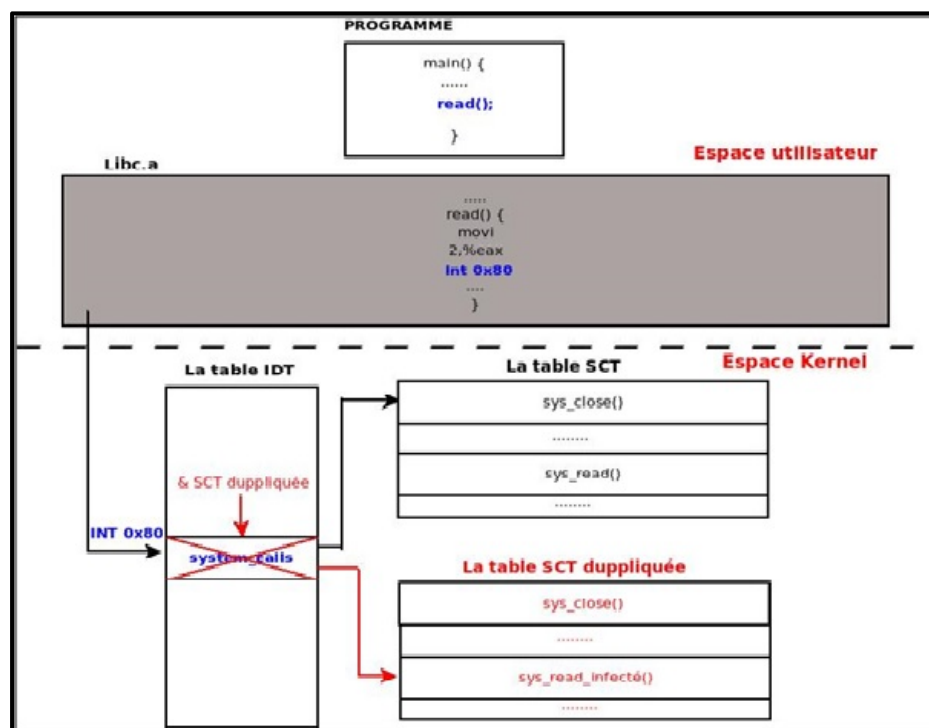 PROGRAMME
main() {
......
read();
}
Libc.a
Espace utilisateur
.....
read() {
movl
2,%eax
Int 0x80
....
}
Espace Kernel
La table IDT
La table SCT
sys_close()
........
sys_read()
........
& SCT duppliquée
INT 0x80
system_calls
La table SCT duppliquée
sys_close()
........
sys_read_infecté()
........